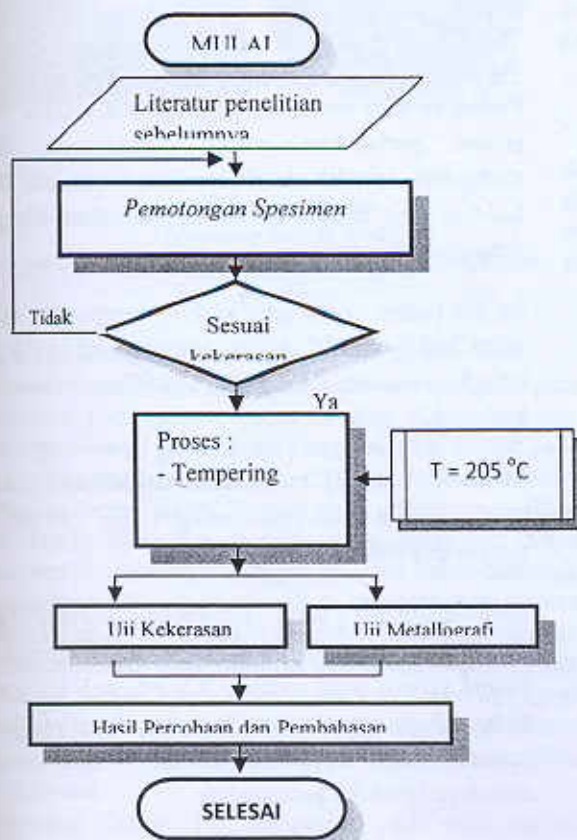 MULAI
Literatur penelitian
sebelumnya
Pemotongan Spesimen
Tidak
Sesuai
kekerasan
Ya
Proses :
- Tempering
T = 205 °C
Uji Kekerasan
Uji Metallografi
Hasil Percobaan dan Pembahasan
SELESAI